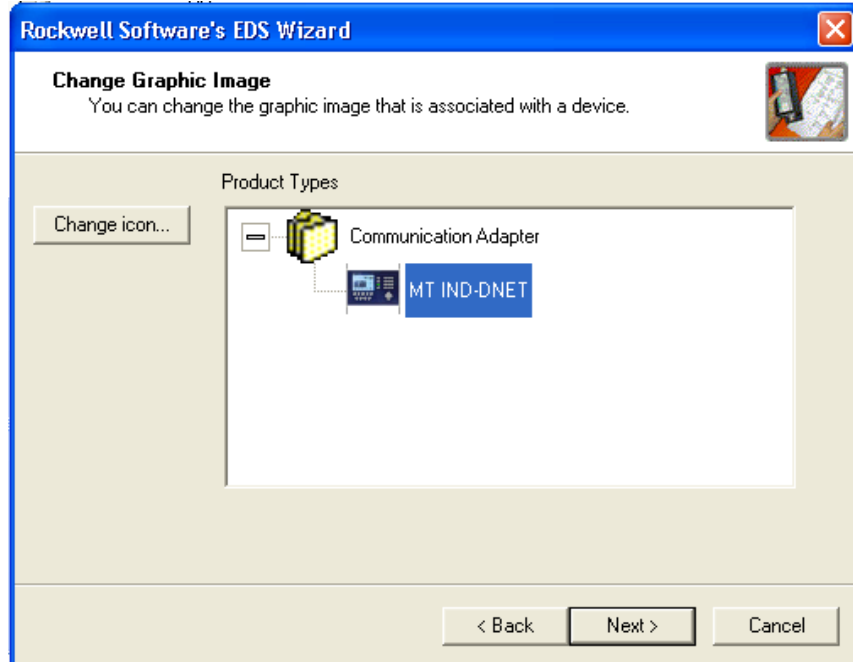 Rockwell Software's EDS Wizard
Change Graphic Image
You can change the graphic image that is associated with a device.
Product Types
Change icon...
Communication Adapter
MT IND-DNET
< Back
Next >
Cancel